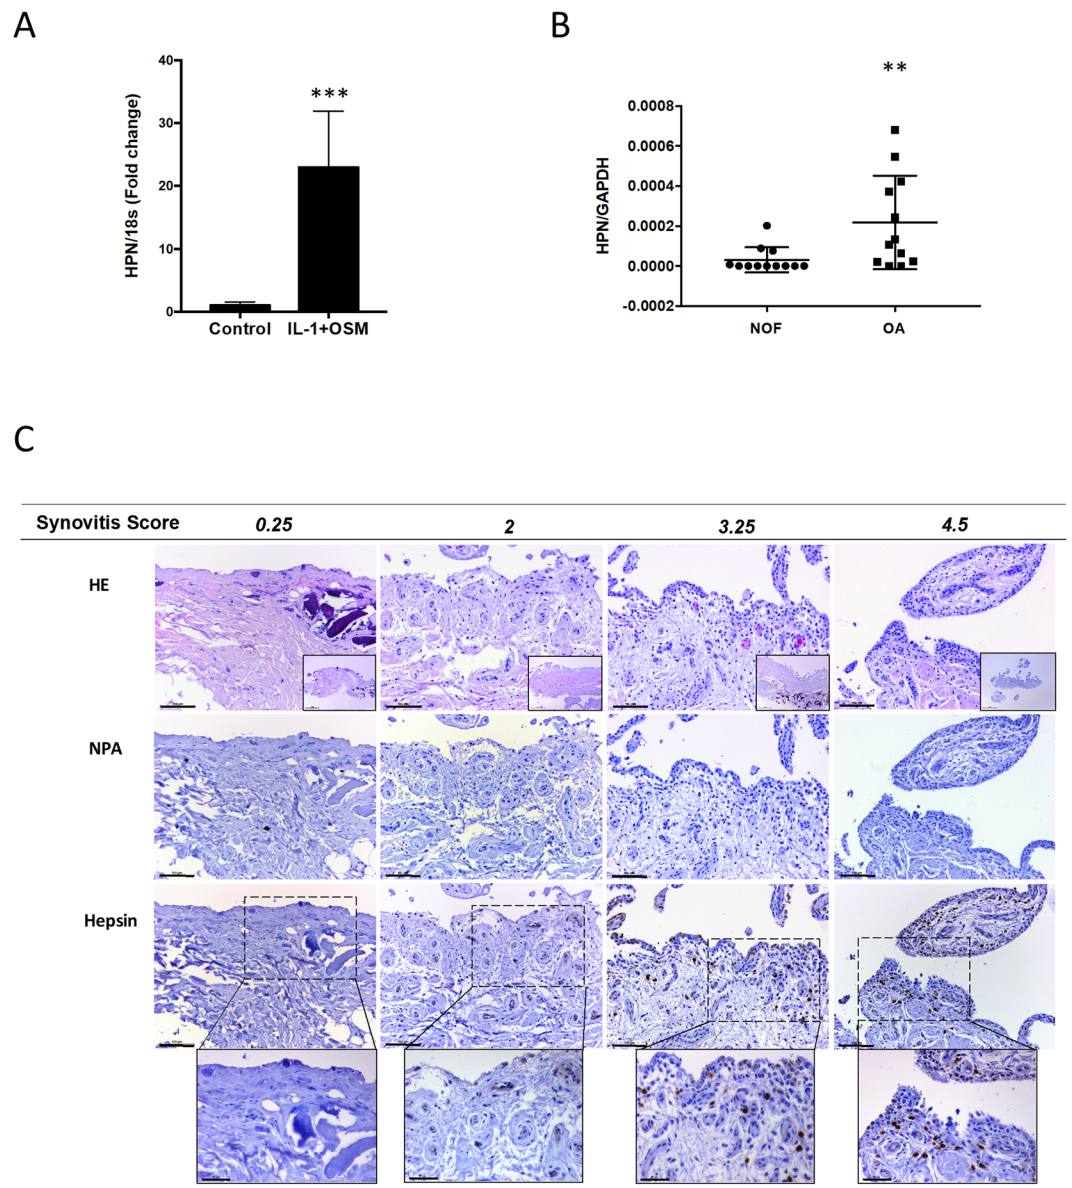 A
B
40
30
20
10
0
HPN/18s (Fold change)
***
Control IL-1+OSM
**
0.0008
0.0006
0.0004
0.0002
0.0000
-0.0002
HPN/GAPDH
NOF OA
C
Synovitis Score 0.25 2 3.25 4.5
HE
NPA
Hepsin